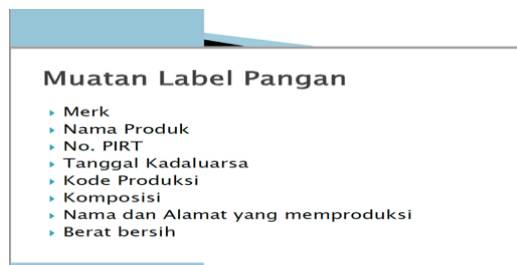 Muatan Label Pangan
Merk
Nama Produk
No. PIRT
Tanggal Kadaluarsa
Kode Produksi
Komposisi
Nama dan Alamat yang memproduksi
Berat bersih